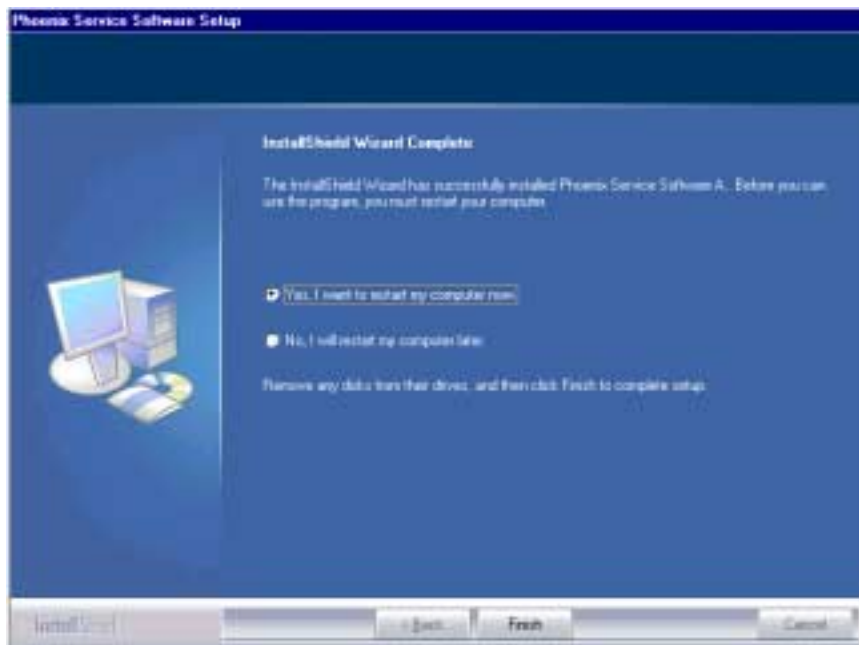 Phoenix Service Software Setup
InstallShield Wizard Complete
The InstallShield Wizard has successfully installed Phoenix Service Software A.. Before you can
use the program, you must restart your computer.
Yes, I want to restart my computer now.
No, I will restart my computer later.
Remove any disks from their drives, and then click Finish to complete setup.
InstallShield
< Back
Finish
Cancel